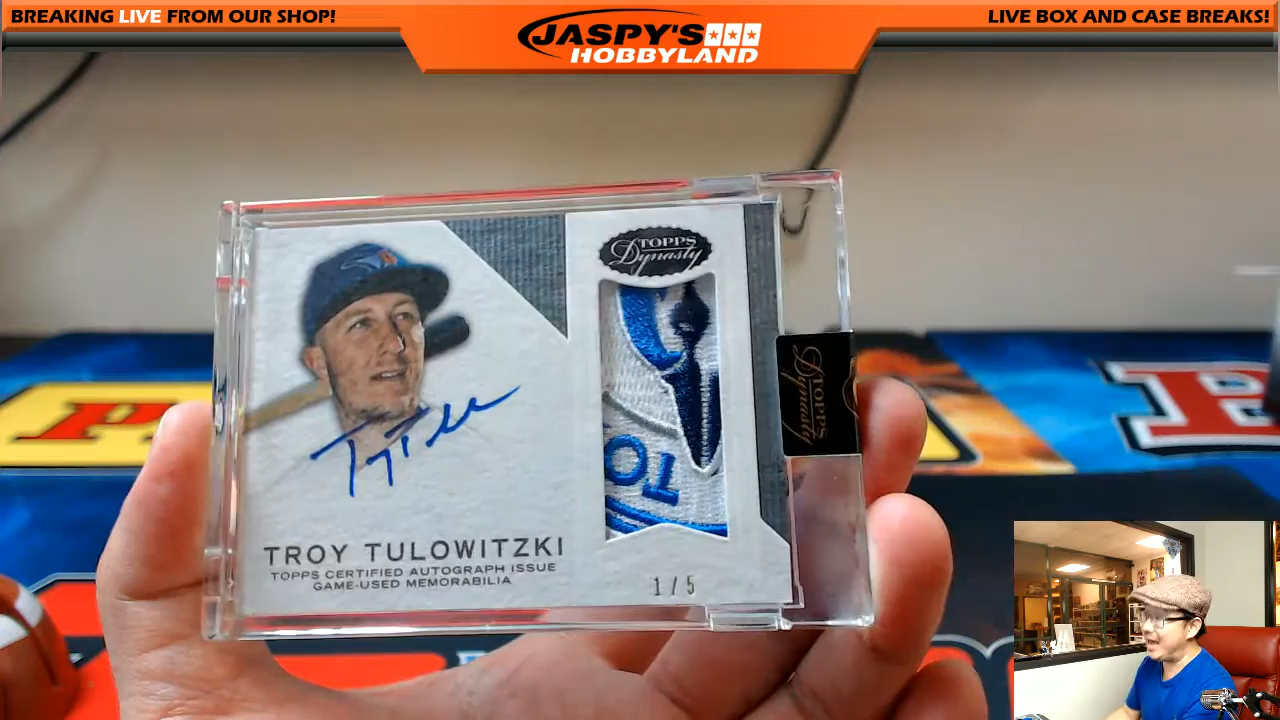 BREAKING LIVE FROM OUR SHOP!
JASPY'S
HOBBYLAND
LIVE BOX AND CASE BREAKS!
TOPPS
Dynasty
TOPPS
Dynasty
TO
TROY TULOWITZKI
TOPPS CERTIFIED AUTOGRAPH ISSUE
GAME-USED MEMORABILIA
1/5